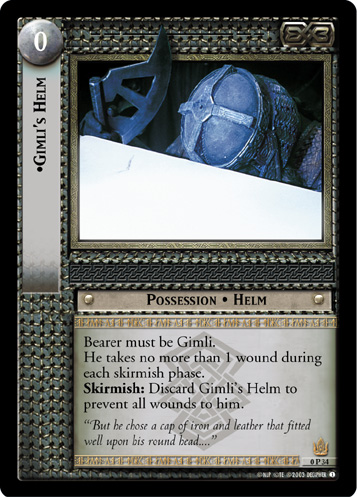 0
•Gimli's Helm
Possession • Helm
Bearer must be Gimli.
He takes no more than 1 wound during
each skirmish phase.
Skirmish: Discard Gimli's Helm to
prevent all wounds to him.
"'But he chose a cap of iron and leather that fitted
well upon his round head....'"
0 P 34